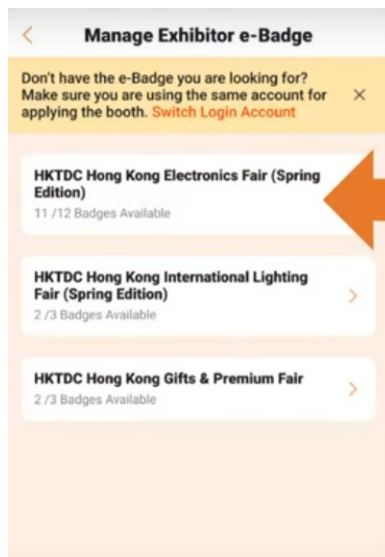 Manage Exhibitor e-Badge
Don't have the e-Badge you are looking for?
Make sure you are using the same account for
applying the booth. Switch Login Account
HKTDC Hong Kong Electronics Fair (Spring
Edition)
11 /12 Badges Available
HKTDC Hong Kong International Lighting
Fair (Spring Edition)
2 /3 Badges Available
HKTDC Hong Kong Gifts & Premium Fair
2 /3 Badges Available